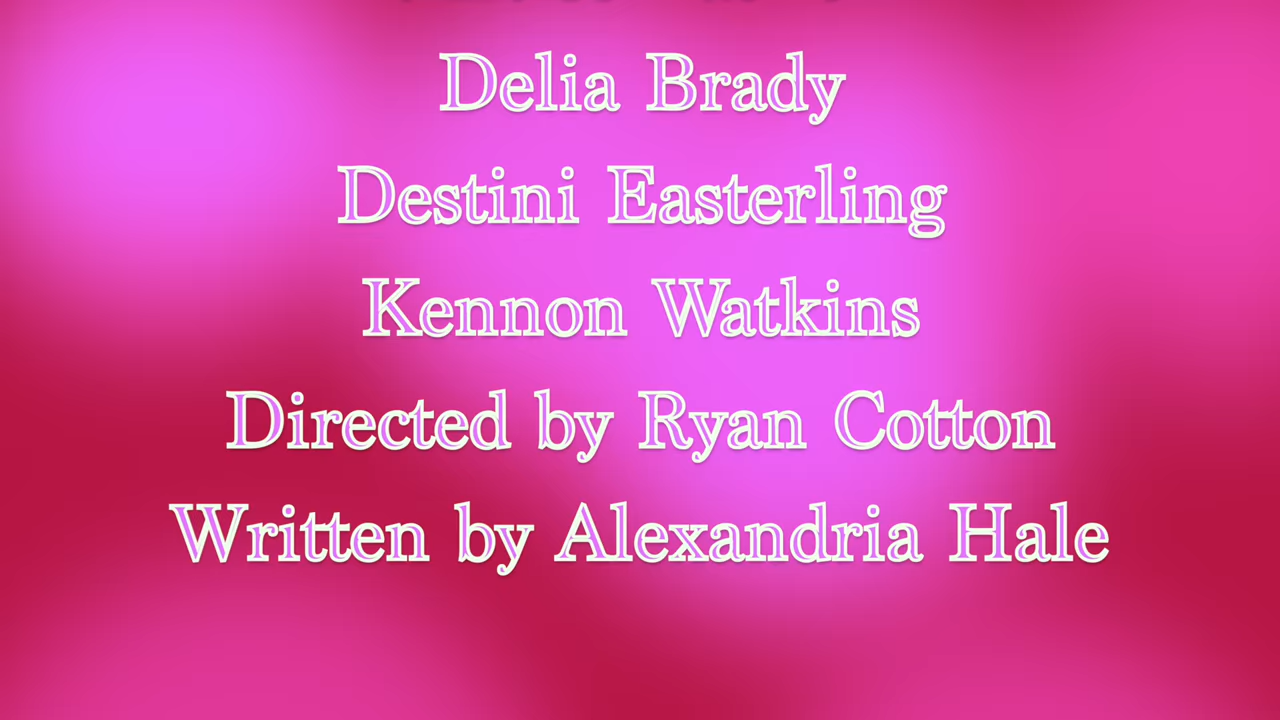 Delia Brady
Destini Easterling
Kennon Watkins
Directed by Ryan Cotton
Written by Alexandria Hale